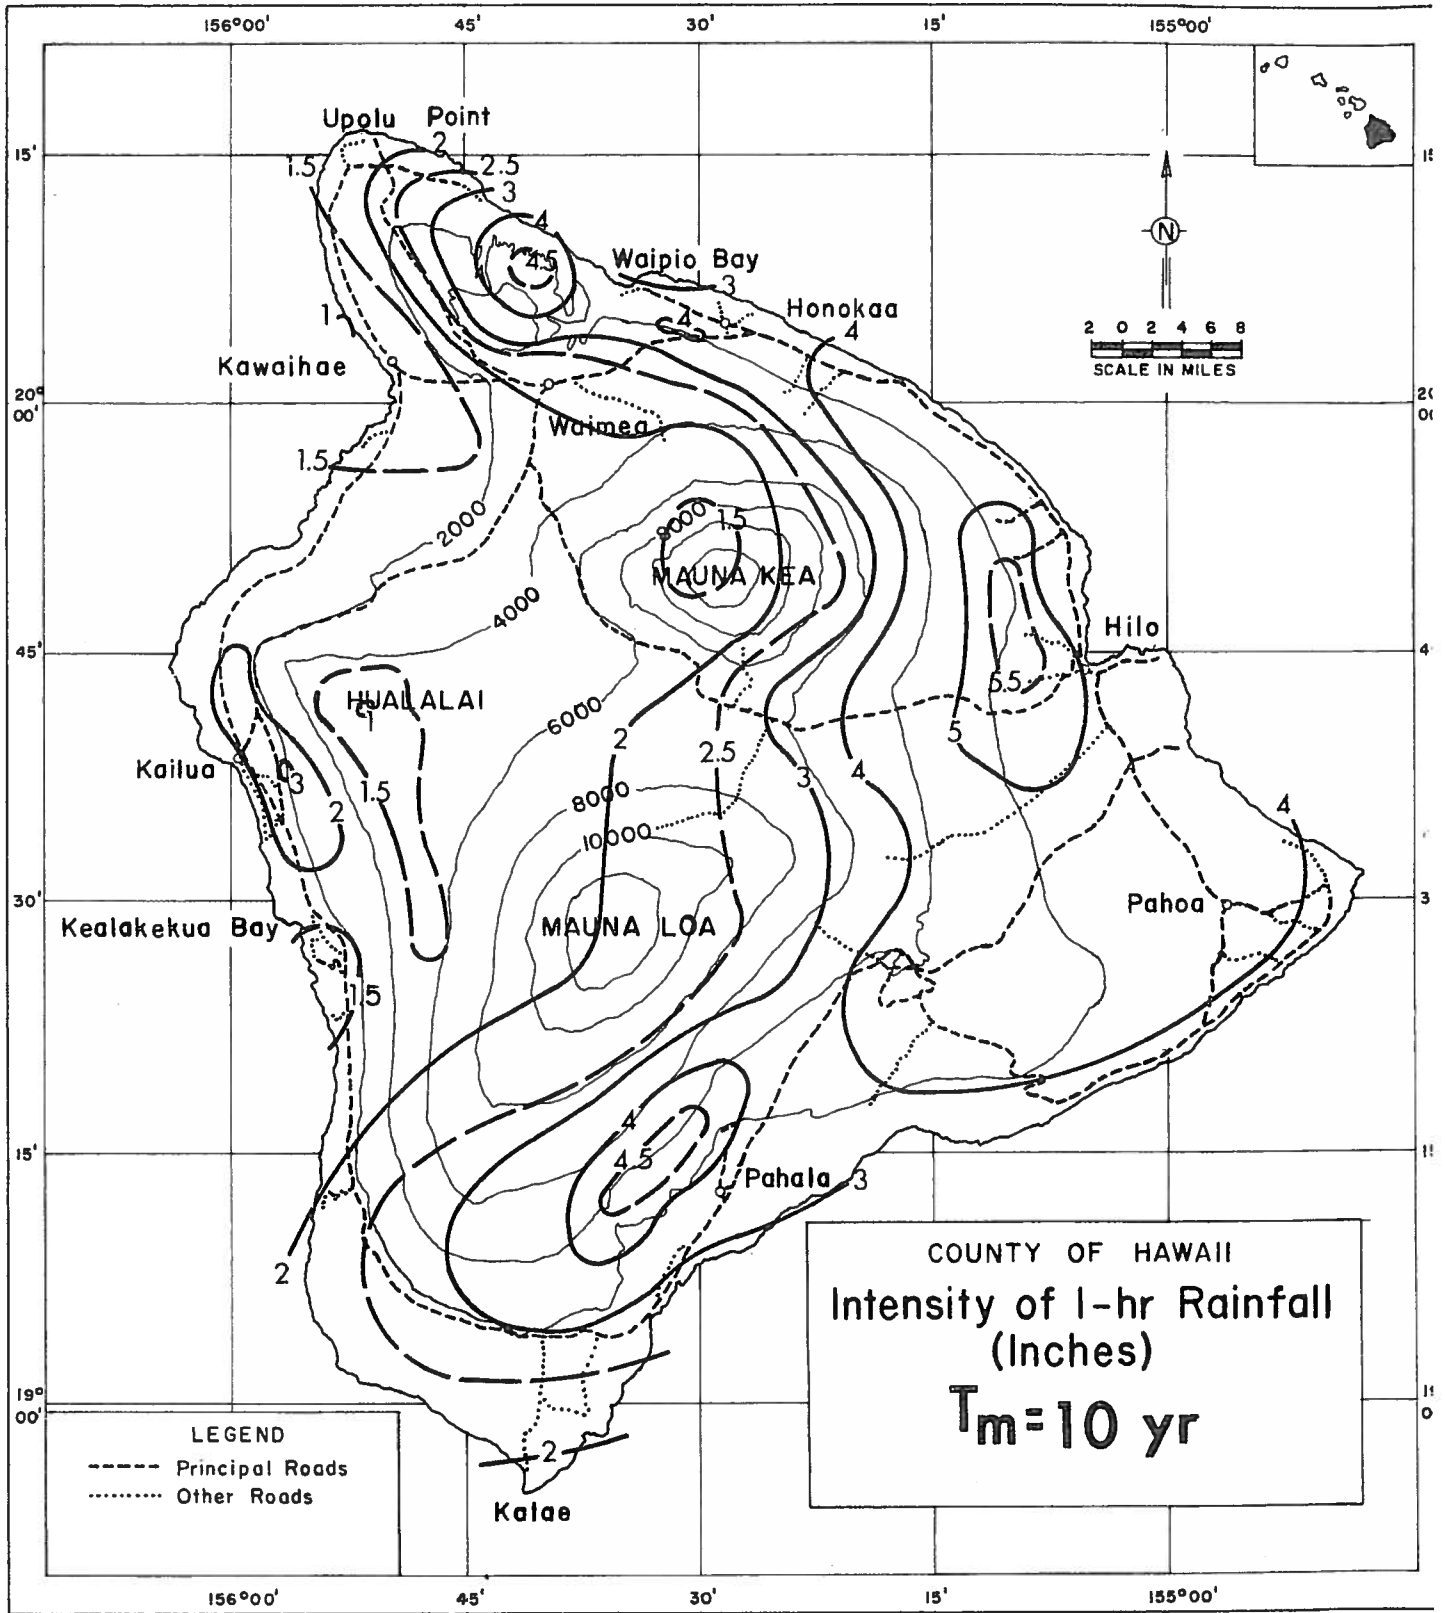 156°00' 45' 30' 15' 155°00'
Upolu Point
2
15'
1.5
2.5
3
4
4.5
Waipio Bay
3
N
1
4
Honokaa
4
2 0 2 4 6 8
SCALE IN MILES
Kawaihae
20°
00'
Waimea
1.5
2000
8000
1.5
MAUNA KEA
4000
Hilo
45'
5.5
HUALALAI
1
6000
2
2.5
3
4
5
Kailua
3
2
1.5
8000
10000
4
30'
Kealakekua Bay
MAUNA LOA
Pahoa
1.5
4
4.5
15'
Pahala
3
2
COUNTY OF HAWAII
Intensity of 1-hr Rainfall
(Inches)
Tm=10 yr
19°
00'
LEGEND
Principal Roads
Other Roads
2
Kalae
156°00' 45' 30' 15' 155°00'